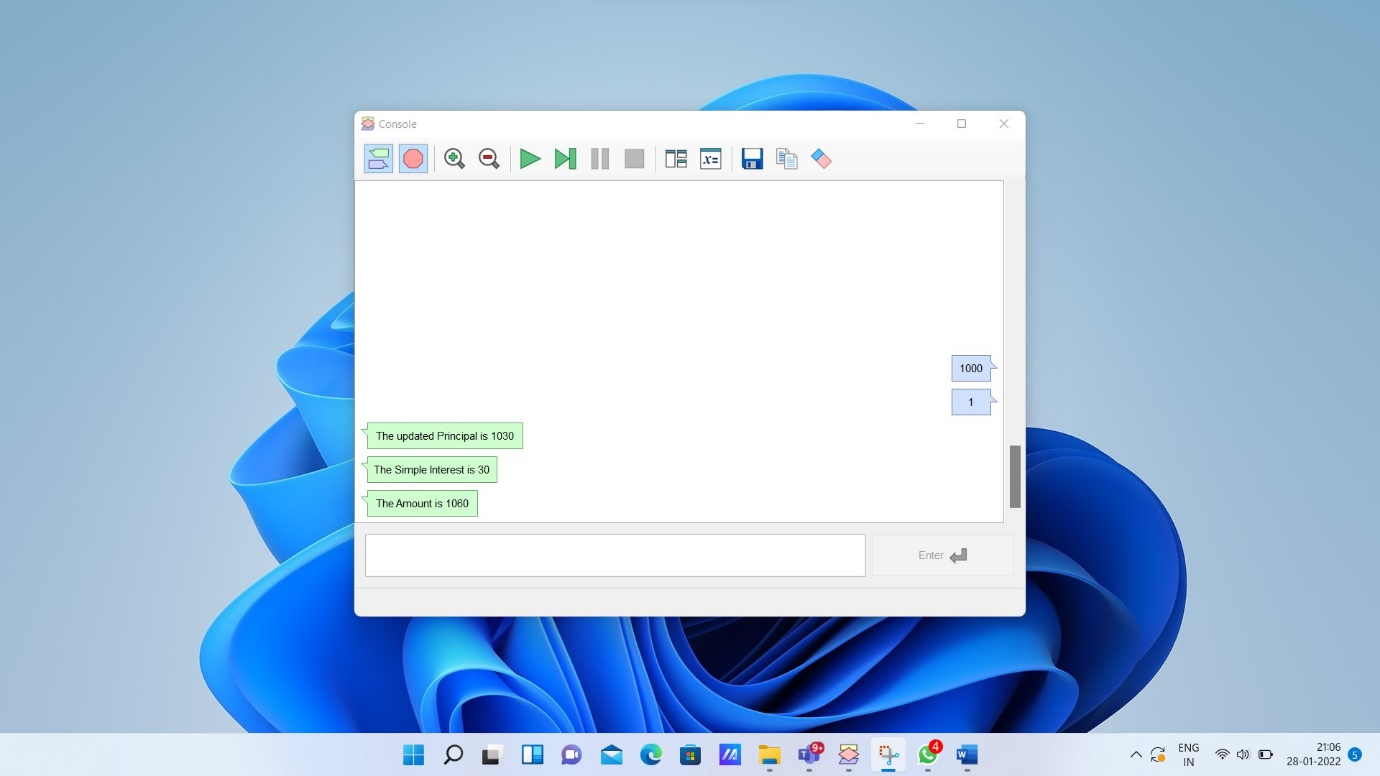 Console
x=
1000
1
The updated Principal is 1030
The Simple Interest is 30
The Amount is 1060
Enter
9+
4
W
ENG
IN
21:06
28-01-2022
5